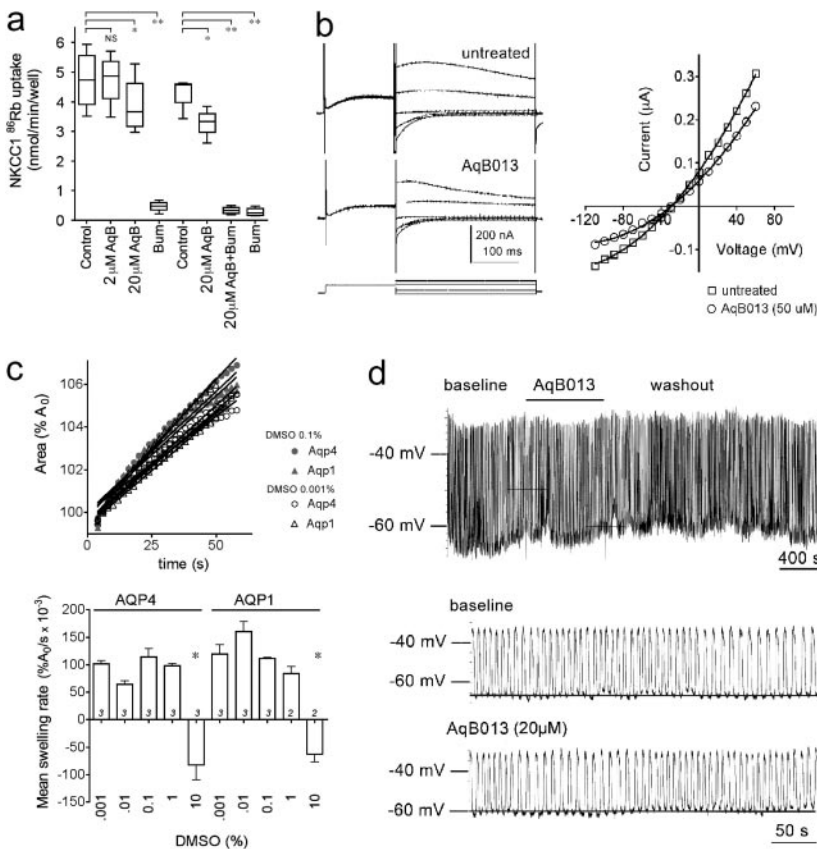 a
** **
* **
NS *
NKCC1 86Rb uptake
(nmol/min/well)
6
5
4
3
2
1
0
Control
2 μM AqB
20 μM AqB
Bum
Control
20μM AqB
20μM AqB+Bum
Bum
b
untreated
AqB013
200 nA
100 ms
Current (μA)
0.3
0.2
0.1
-0.1
-120 -80 -40 40 80
Voltage (mV)
untreated
AqB013 (50 uM)
c
Area (% A0)
106
104
102
100
0 25 50 75
time (s)
DMSO 0.1%
Aqp4
Aqp1
DMSO 0.001%
Aqp4
Aqp1
AQP4 AQP1
Mean swelling rate (%A0/s x 10-3)
200
150
100
50
0
-50
-100
-150
* *
3 3 3 3 3 3 3 3 2 2
.001 .01 0.1 1 10 .001 .01 0.1 1 10
DMSO (%)
d
baseline AqB013 washout
-40 mV
-60 mV
400 s
baseline
-40 mV
-60 mV
AqB013 (20μM)
-40 mV
-60 mV
50 s